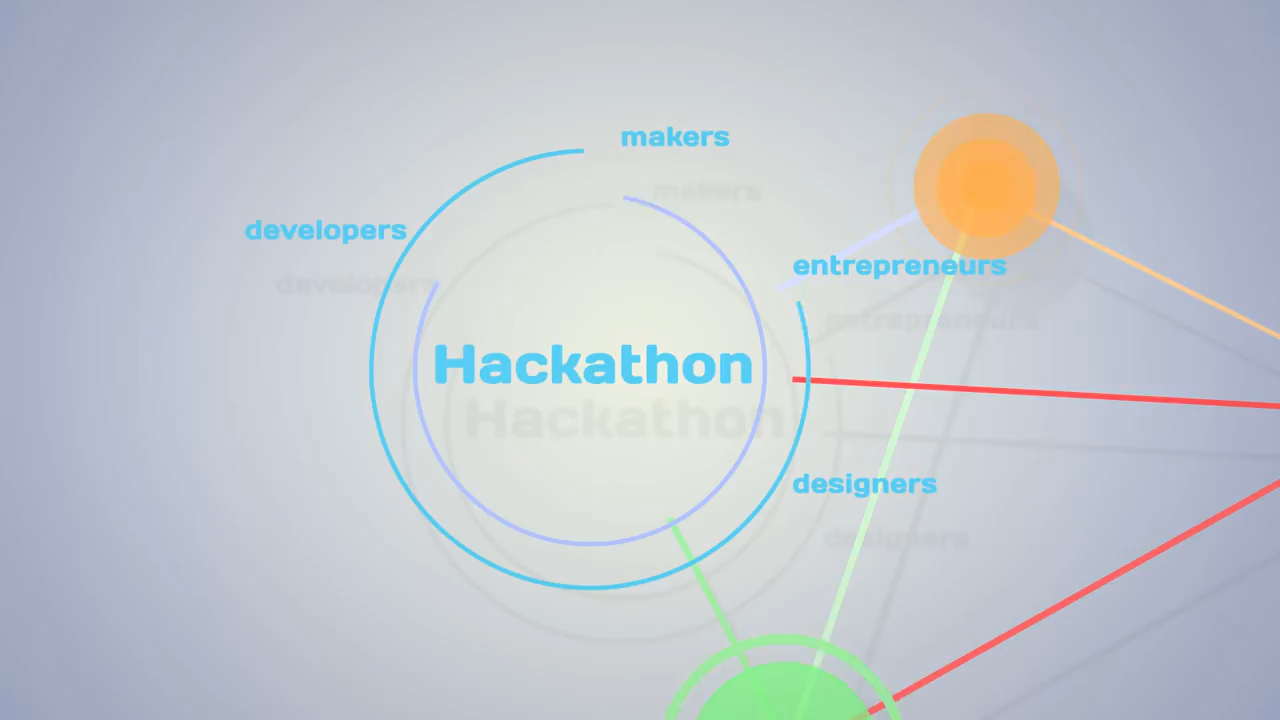 makers
developers
entrepreneurs
Hackathon
designers